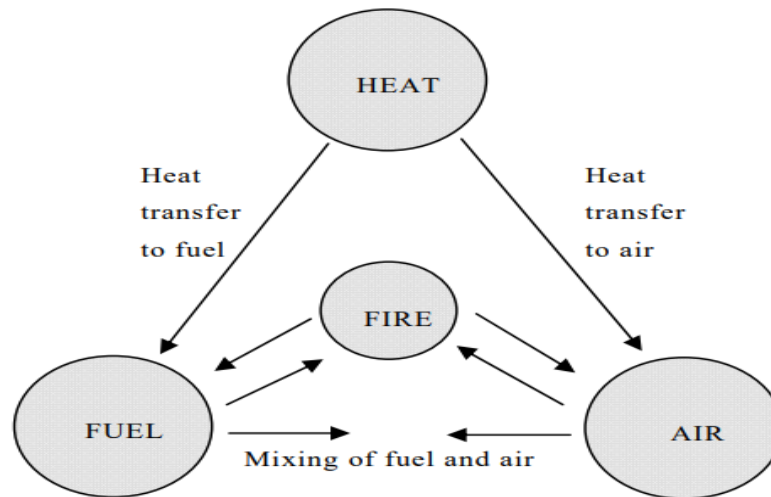 HEAT
Heat
transfer
to fuel
Heat
transfer
to air
FIRE
FUEL
AIR
Mixing of fuel and air